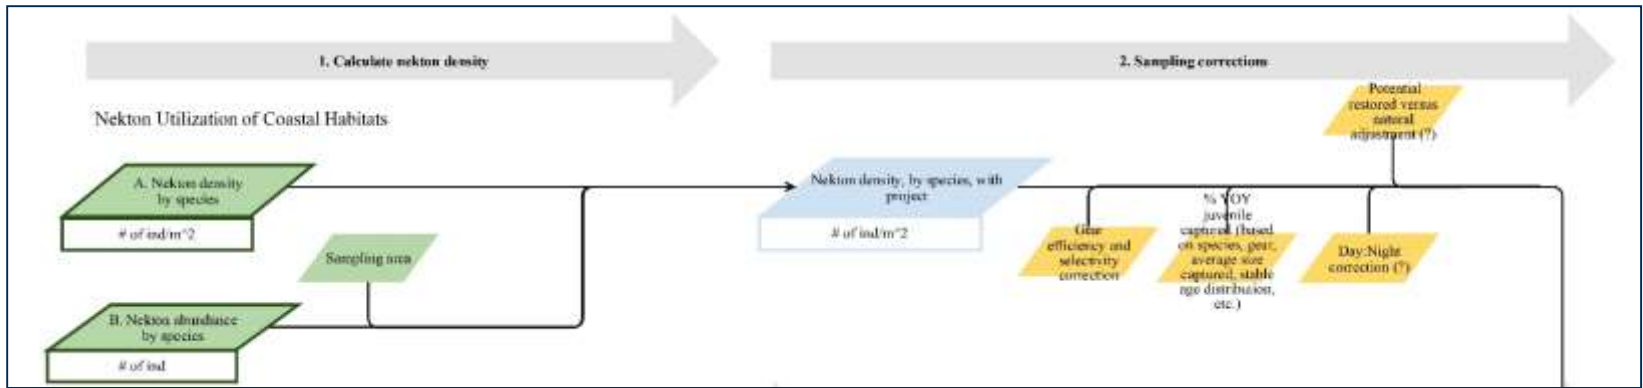 1. Calculate nekton density
2. Sampling corrections
Nekton Utilization of Coastal Habitats
Potential
restored versus
natural
adjustment (?)
A. Nekton density
by species
# of ind/m^2
Nekton density, by species, with
project
# of ind/m^2
Sampling area
Gear
efficiency and
selectivity
correction
% YOY
juvenile
captured (based
on species, gear,
average size
captured, stable
age distribution,
etc.)
Day:Night
correction (?)
B. Nekton abundance
by species
# of ind